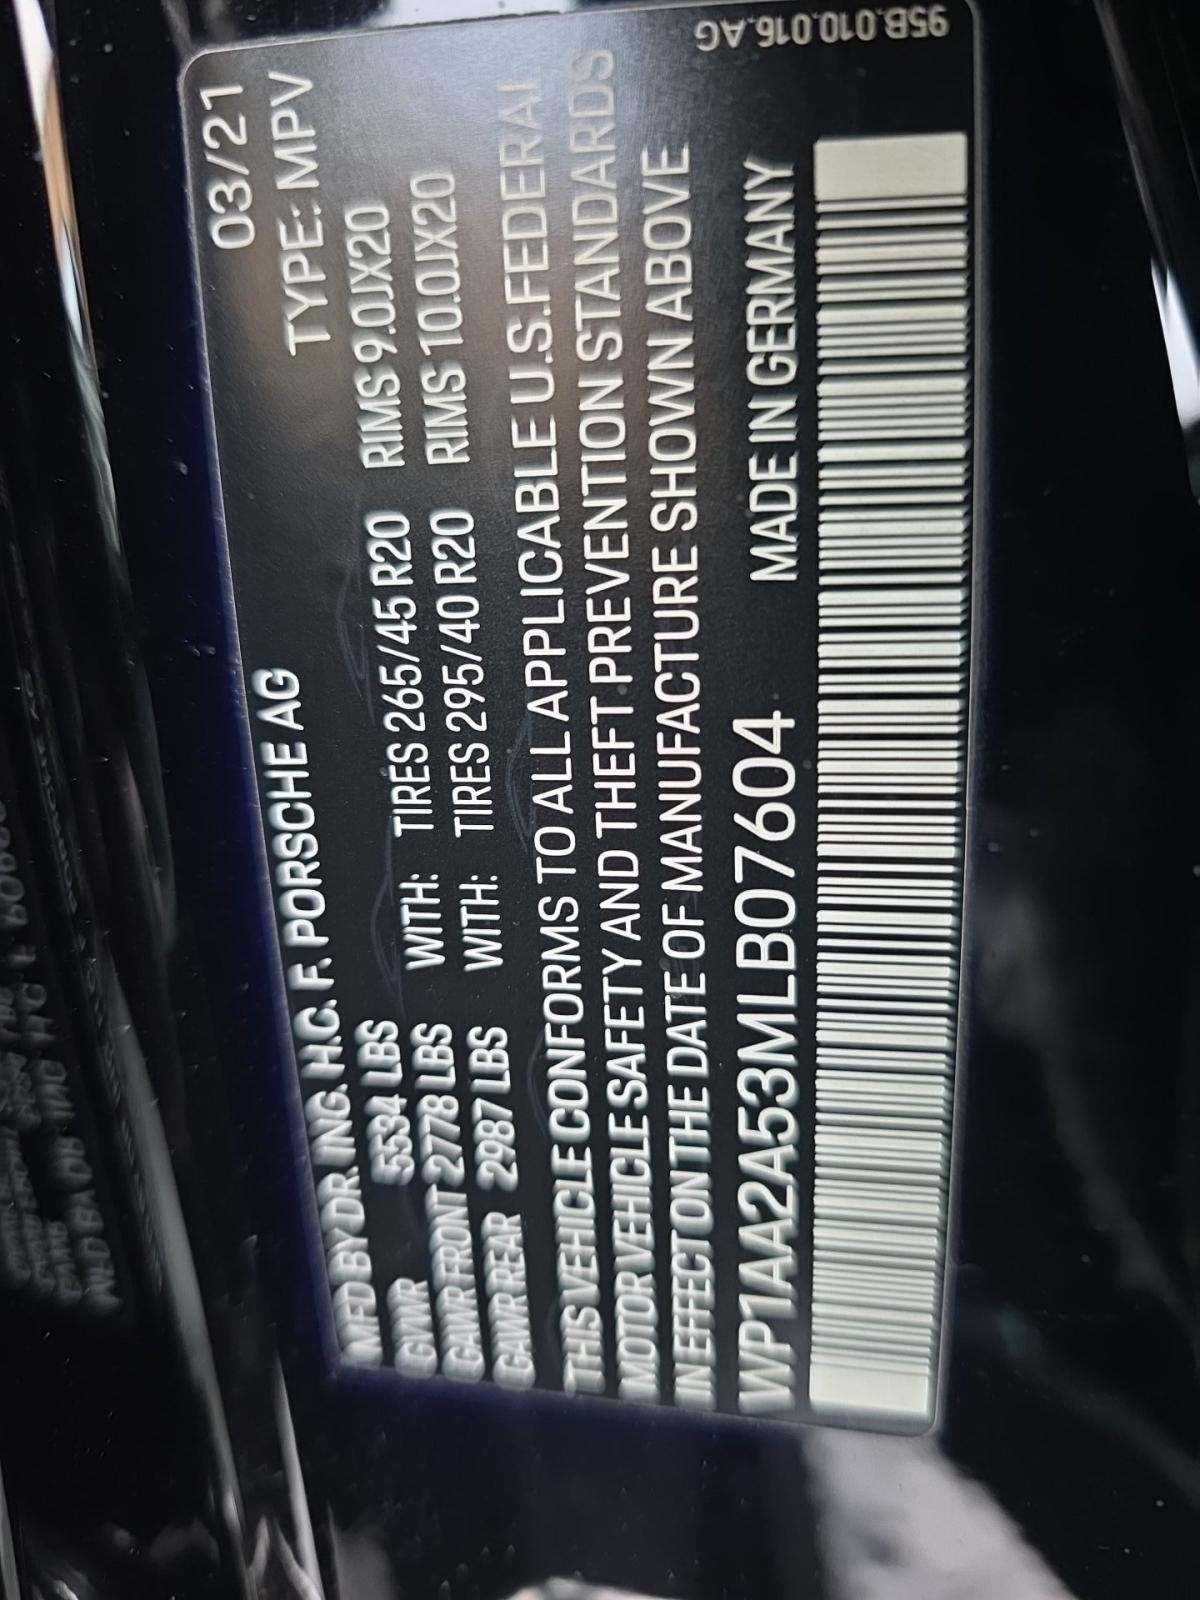 MFD BY DR. ING. H.C. F. PORSCHE AG 03/21
GVWR 5534 LBS TYPE: MPV
GAWR FRONT 2778 LBS WITH: TIRES 265/45 R20 RIMS 9.0JX20
GAWR REAR 2987 LBS WITH: TIRES 295/40 R20 RIMS 10.0JX20
THIS VEHICLE CONFORMS TO ALL APPLICABLE U.S.FEDERAL
MOTOR VEHICLE SAFETY AND THEFT PREVENTION STANDARDS
IN EFFECT ON THE DATE OF MANUFACTURE SHOWN ABOVE
WP1AA2A53MLB07604 MADE IN GERMANY
95B.010.016.AG